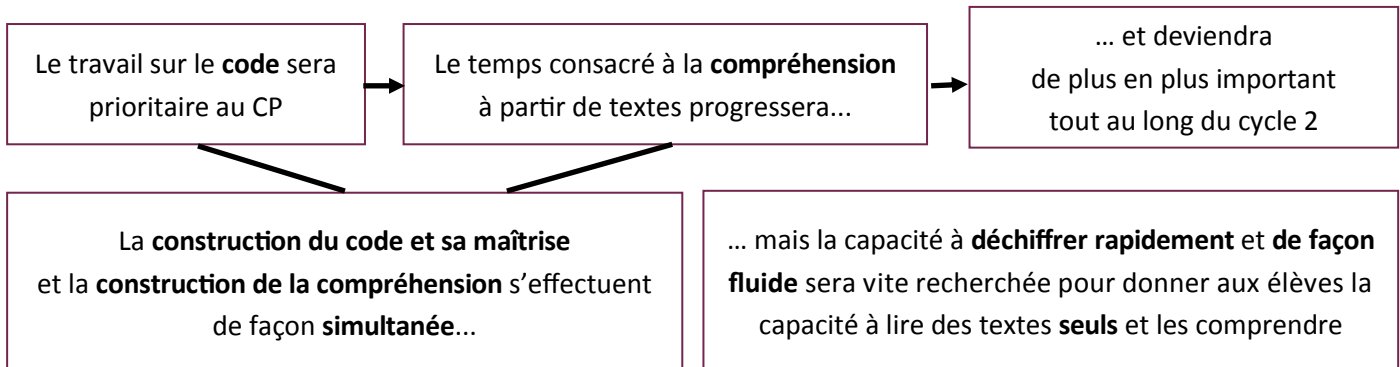 Le travail sur le code sera
prioritaire au CP
Le temps consacré à la compréhension
à partir de textes progressera...
... et deviendra
de plus en plus important
tout au long du cycle 2
La construction du code et sa maîtrise
et la construction de la compréhension s’effectuent
de façon simultanée...
... mais la capacité à déchiffrer rapidement et de façon
fluide sera vite recherchée pour donner aux élèves la
capacité à lire des textes seuls et les comprendre